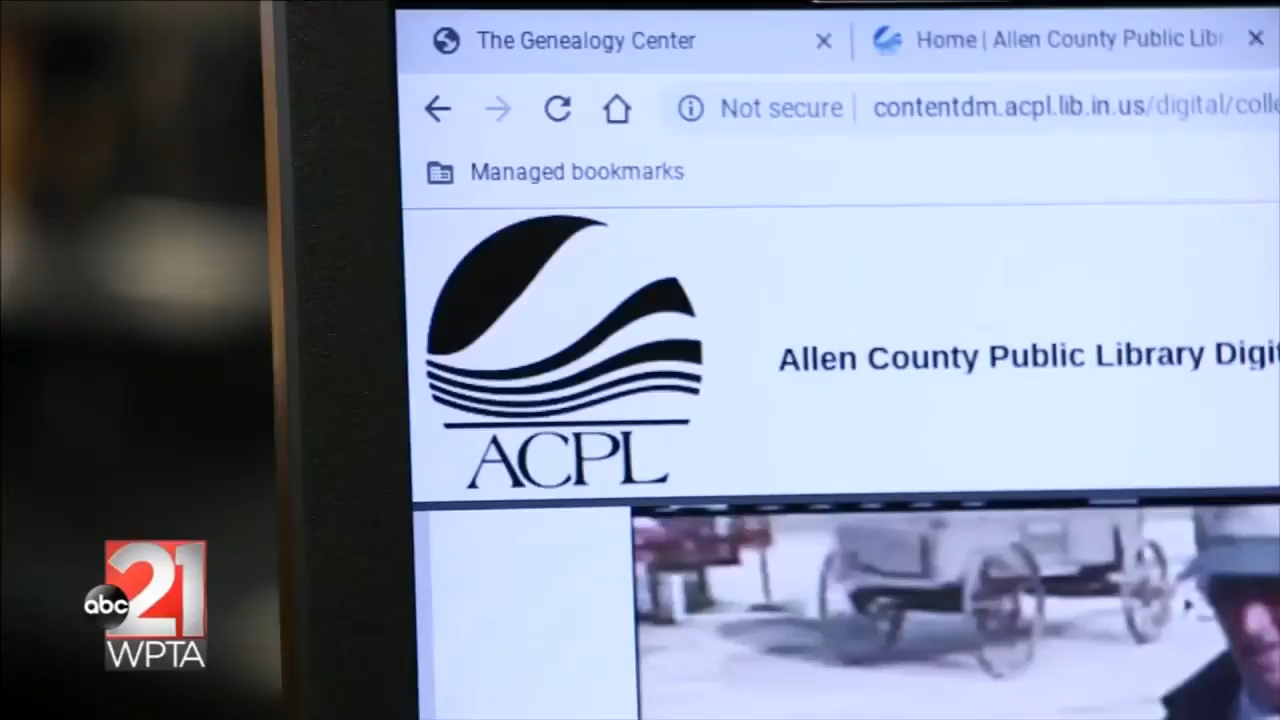 The Genealogy Center
Home | Allen County Public Libr
Not secure
contentdm.acpl.lib.in.us/digital/colle
Managed bookmarks
Allen County Public Library Digit
ACPL
abc 21
WPTA